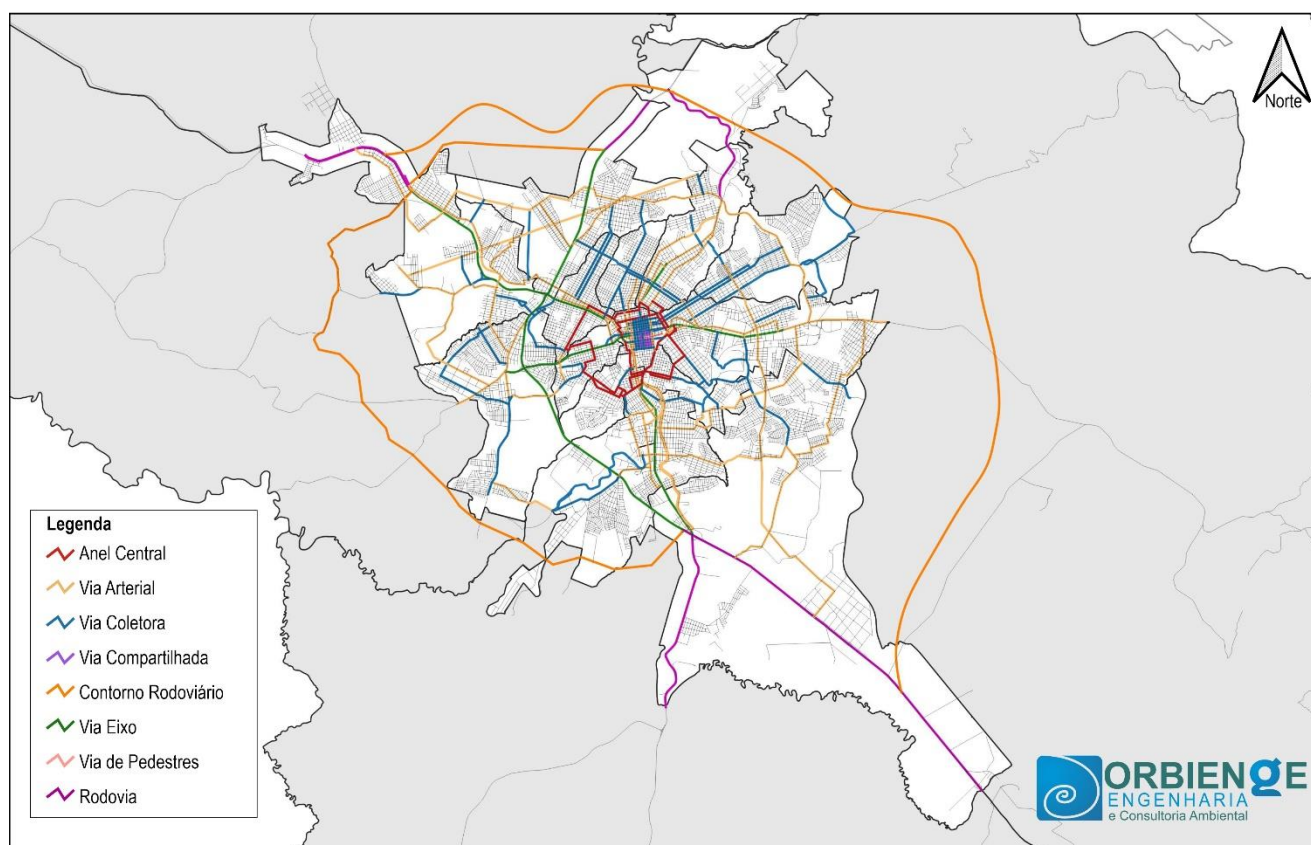 Norte
Legenda
Anel Central
Via Arterial
Via Coletora
Via Compartilhada
Contorno Rodoviário
Via Eixo
Via de Pedestres
Rodovia
ORBIENGE
ENGENHARIA
e Consultoria Ambiental